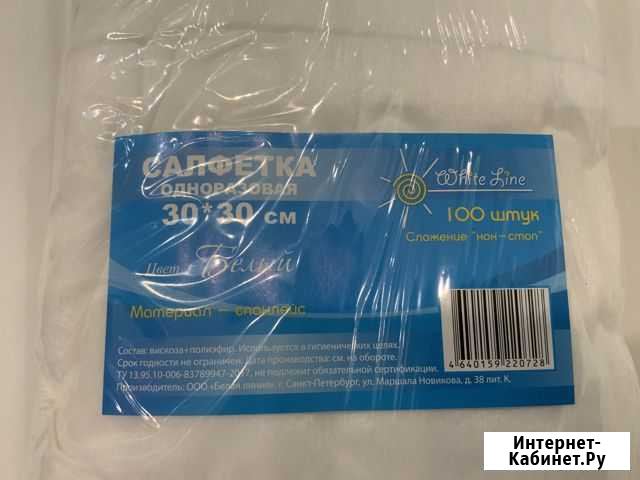 САЛФЕТКА
ОДНОРАЗОВАЯ
30*30 см
White Line
100 штук
Сложение "нон-стоп"
Цвет - Белый
Материал - спанлейс
Состав: вискоза+полиэфир. Используется в гигиенических целях.
Срок годности не ограничен. Дата производства: см. на обороте.
ТУ 13.95.10-006-83789947-2017, не подлежит обязательной сертификации.
Производитель: ООО «Белая линия», г. Санкт-Петербург, ул. Маршала Новикова, д. 38 лит. К.
4 640159 220728
Интернет-
Кабинет.Ру